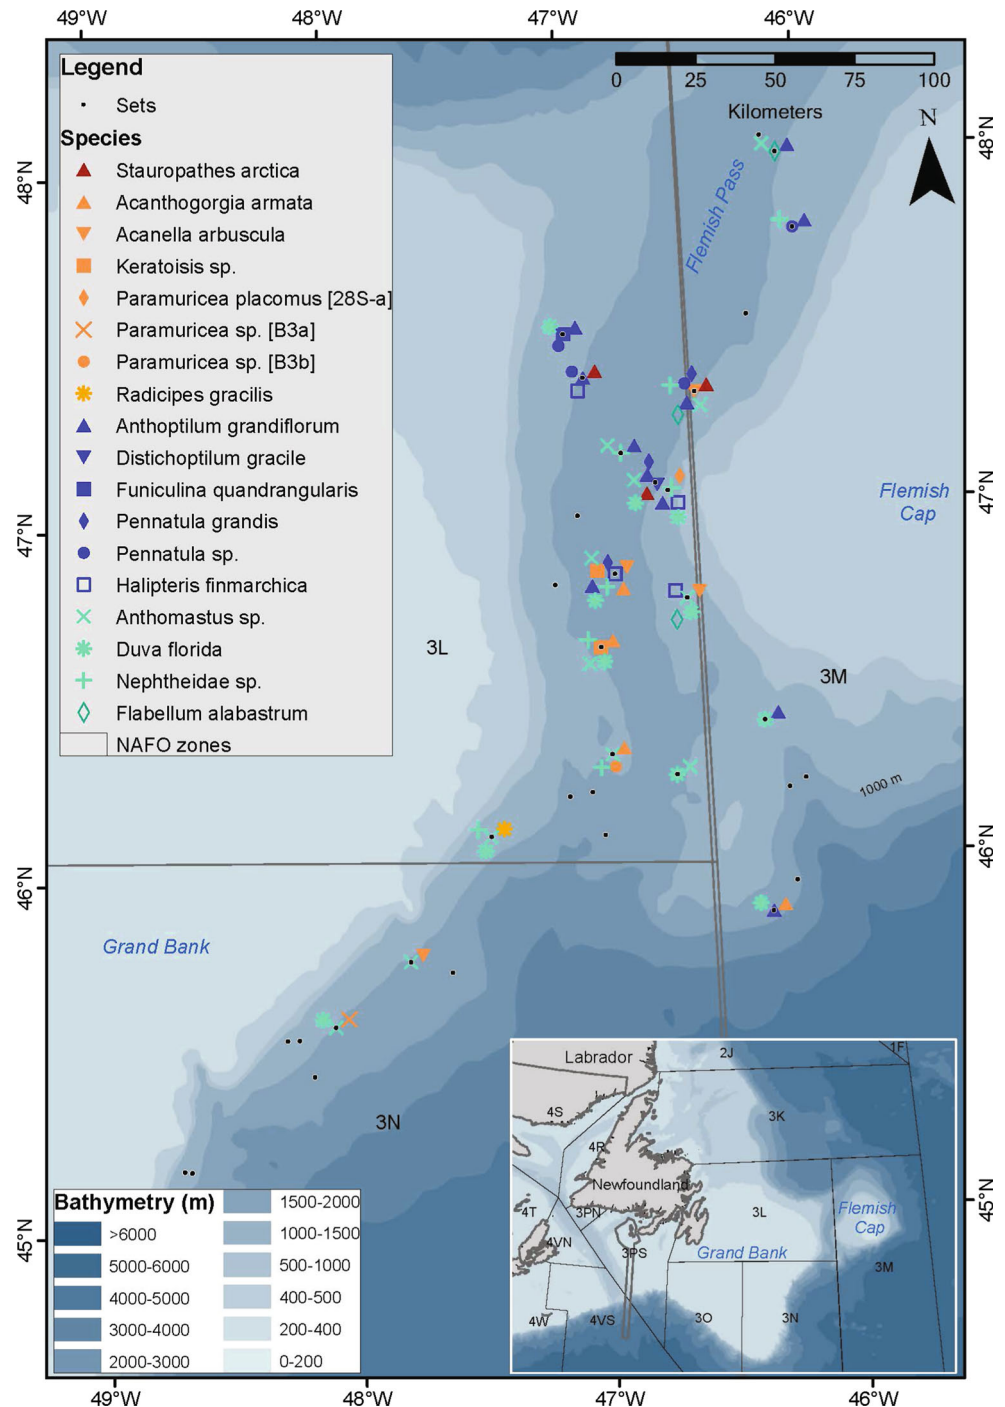 49°W 48°W 47°W 46°W
Legend
Sets
Species
Stauropathes arctica
Acanthogorgia armata
Acanella arbuscula
Keratoisis sp.
Paramuricea placomus [28S-a]
Paramuricea sp. [B3a]
Paramuricea sp. [B3b]
Radicipes gracilis
Anthoptilum grandiflorum
Distichoptilum gracile
Funiculina quandrangularis
Pennatula grandis
Pennatula sp.
Halipteris finmarchica
Anthomastus sp.
Duva florida
Nephtheidae sp.
Flabellum alabastrum
NAFO zones
0 25 50 75 100
Kilometers
N
48°N
48°N
Flemish Pass
47°N
47°N
Flemish
Cap
3L
3M
1000 m
46°N
46°N
Grand Bank
3N
45°N
45°N
Bathymetry (m)
>6000
5000-6000
4000-5000
3000-4000
2000-3000
1500-2000
1000-1500
500-1000
400-500
200-400
0-200
Labrador
2J
1F
4S
3K
4R
Newfoundland
4T
3PN
3L
Flemish
Cap
4VN
3PS
Grand Bank
3M
4W
4VS
3O
3N
49°W 48°W 47°W 46°W